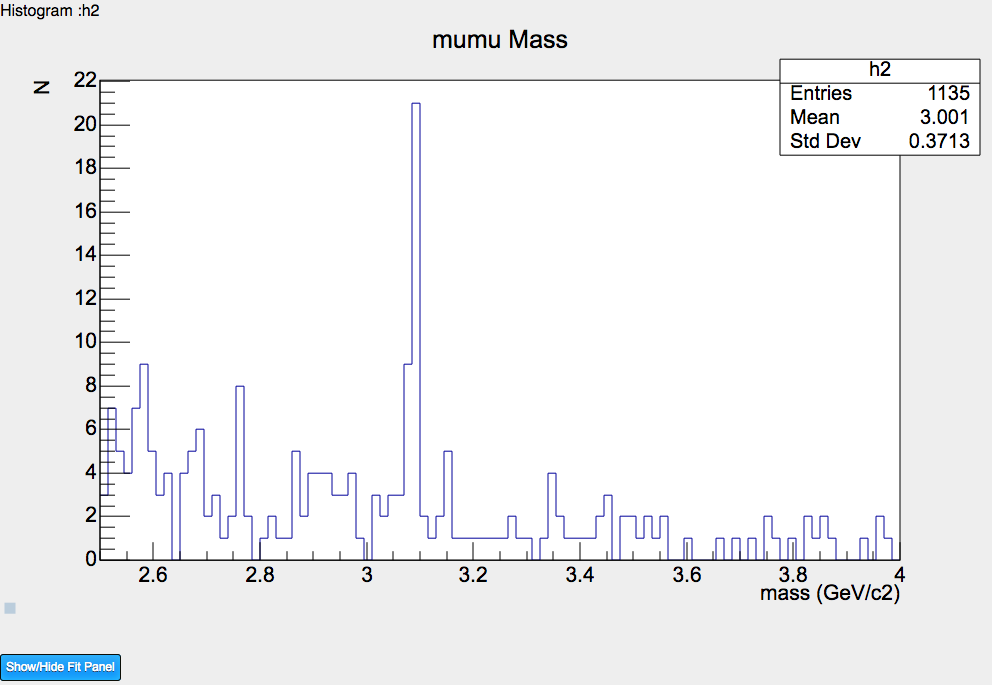 Histogram :h2
mumu Mass
N
h2
Entries 1135
Mean 3.001
Std Dev 0.3713
22
20
18
16
14
12
10
8
6
4
2
0
2.6 2.8 3 3.2 3.4 3.6 3.8 4
mass (GeV/c2)
Show/Hide Fit Panel